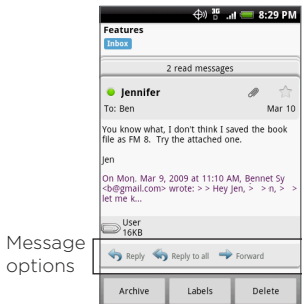 3G 8:29 PM
Features
Inbox
2 read messages
Jennifer
To: Ben Mar 10
You know what, I don't think I saved the book
file as FM 8. Try the attached one.
Jen
On Mon, Mar 9, 2009 at 11:10 AM, Bennet Sy
<b@gmail.com> wrote: > > Hey Jen, > > n, > >
let me k...
User
16KB
Message
options
Reply Reply to all Forward
Archive Labels Delete